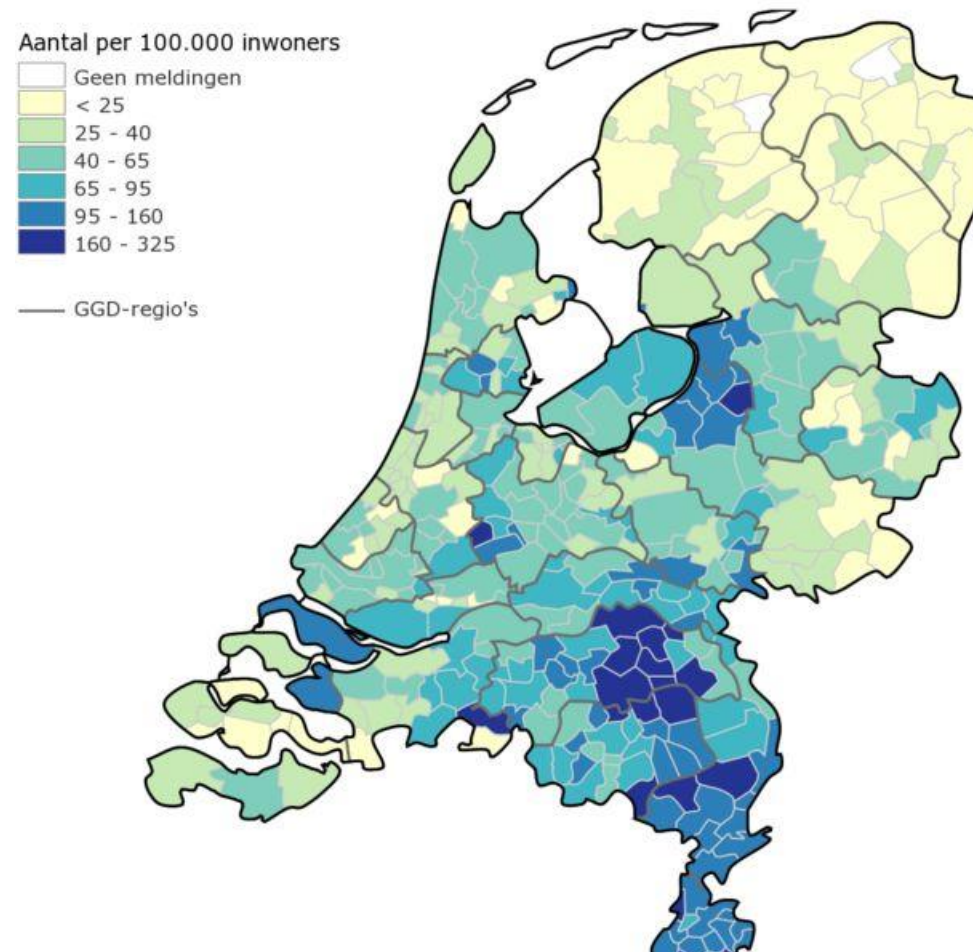 Aantal per 100.000 inwoners
Geen meldingen
< 25
25 - 40
40 - 65
65 - 95
95 - 160
160 - 325
GGD-regio's